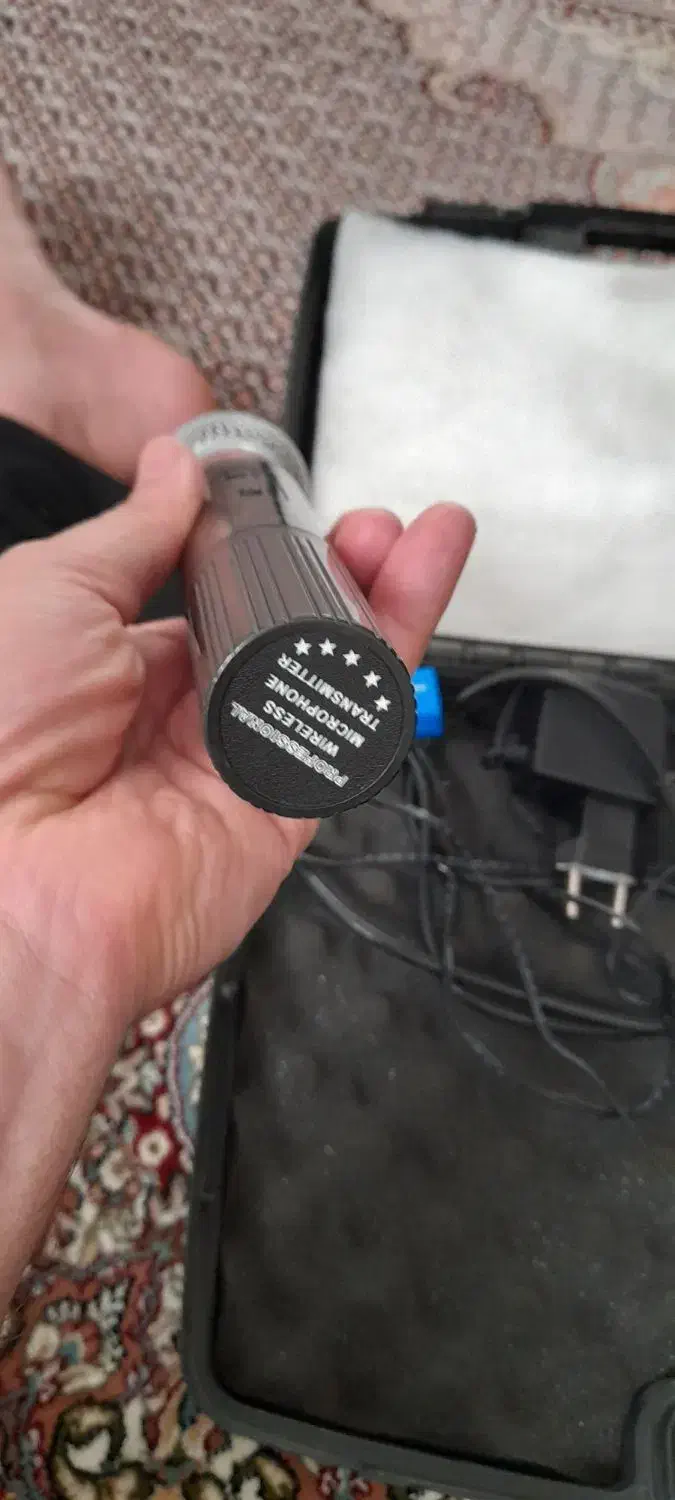 PROFESSIONAL
WIRELESS
MICROPHONE
TRANSMITTER